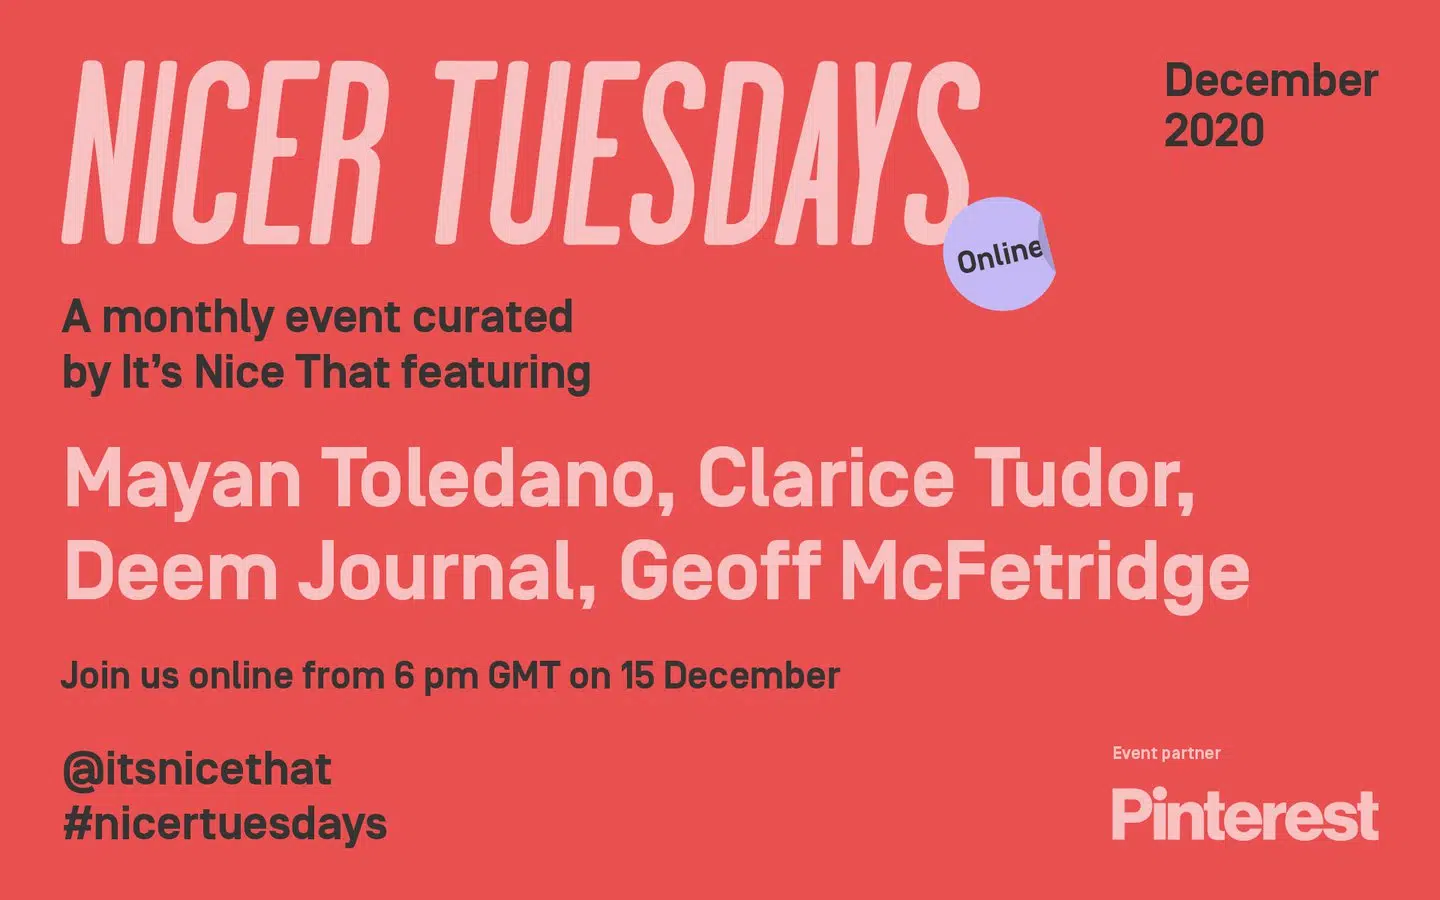 NICER TUESDAYS
Online
December
2020
A monthly event curated
by It’s Nice That featuring
Mayan Toledano, Clarice Tudor,
Deem Journal, Geoff McFetridge
Join us online from 6 pm GMT on 15 December
@itsnicethat
#nicertuesdays
Event partner
Pinterest